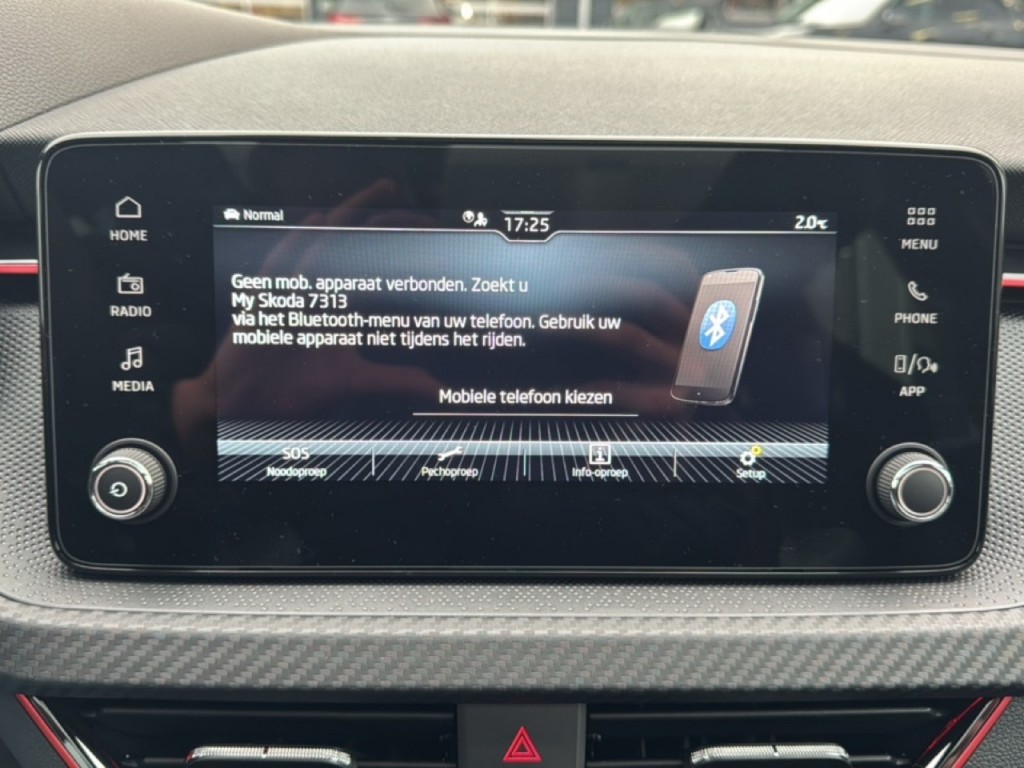 HOME
RADIO
MEDIA
Normal
17:25
2.0°C
Geen mob. apparaat verbonden. Zoekt u
My Skoda 7313
via het Bluetooth-menu van uw telefoon. Gebruik uw
mobiele apparaat niet tijdens het rijden.
Mobiele telefoon kiezen
SOS
Noodoproep
Pechoproep
i
Info-oproep
Setup
MENU
PHONE
APP